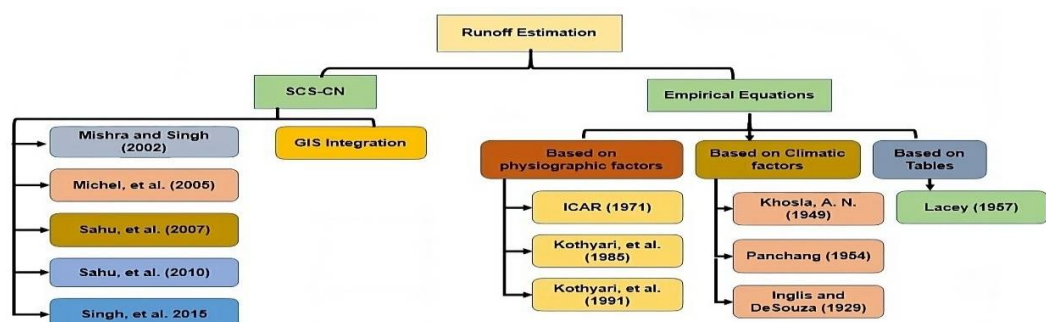 Runoff Estimation
SCS-CN
Empirical Equations
Mishra and Singh
(2002)
GIS Integration
Michel, et al. (2005)
Sahu, et al. (2007)
Sahu, et al. (2010)
Singh, et al. 2015
Based on
physiographic factors
ICAR (1971)
Kothyari, et al.
1985)
Kothyari, et al.
(1991)
Based on Climatic
factors
Khosla, A. N.
(1949)
Panchang (1954)
Inglis and
DeSouza (1929)
Based on
Tables
Lacey (1957)